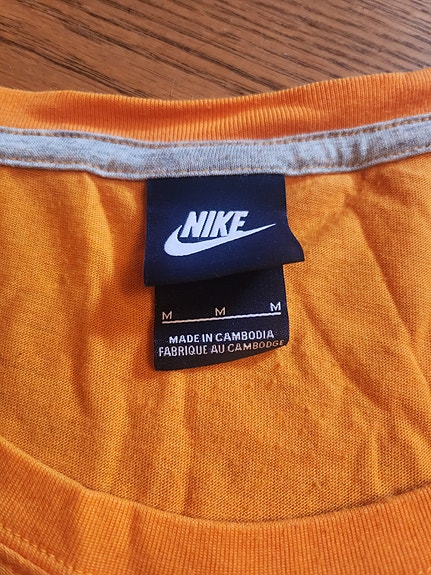 NIKE
M M M
MADE IN CAMBODIA
FABRIQUE AU CAMBODGE